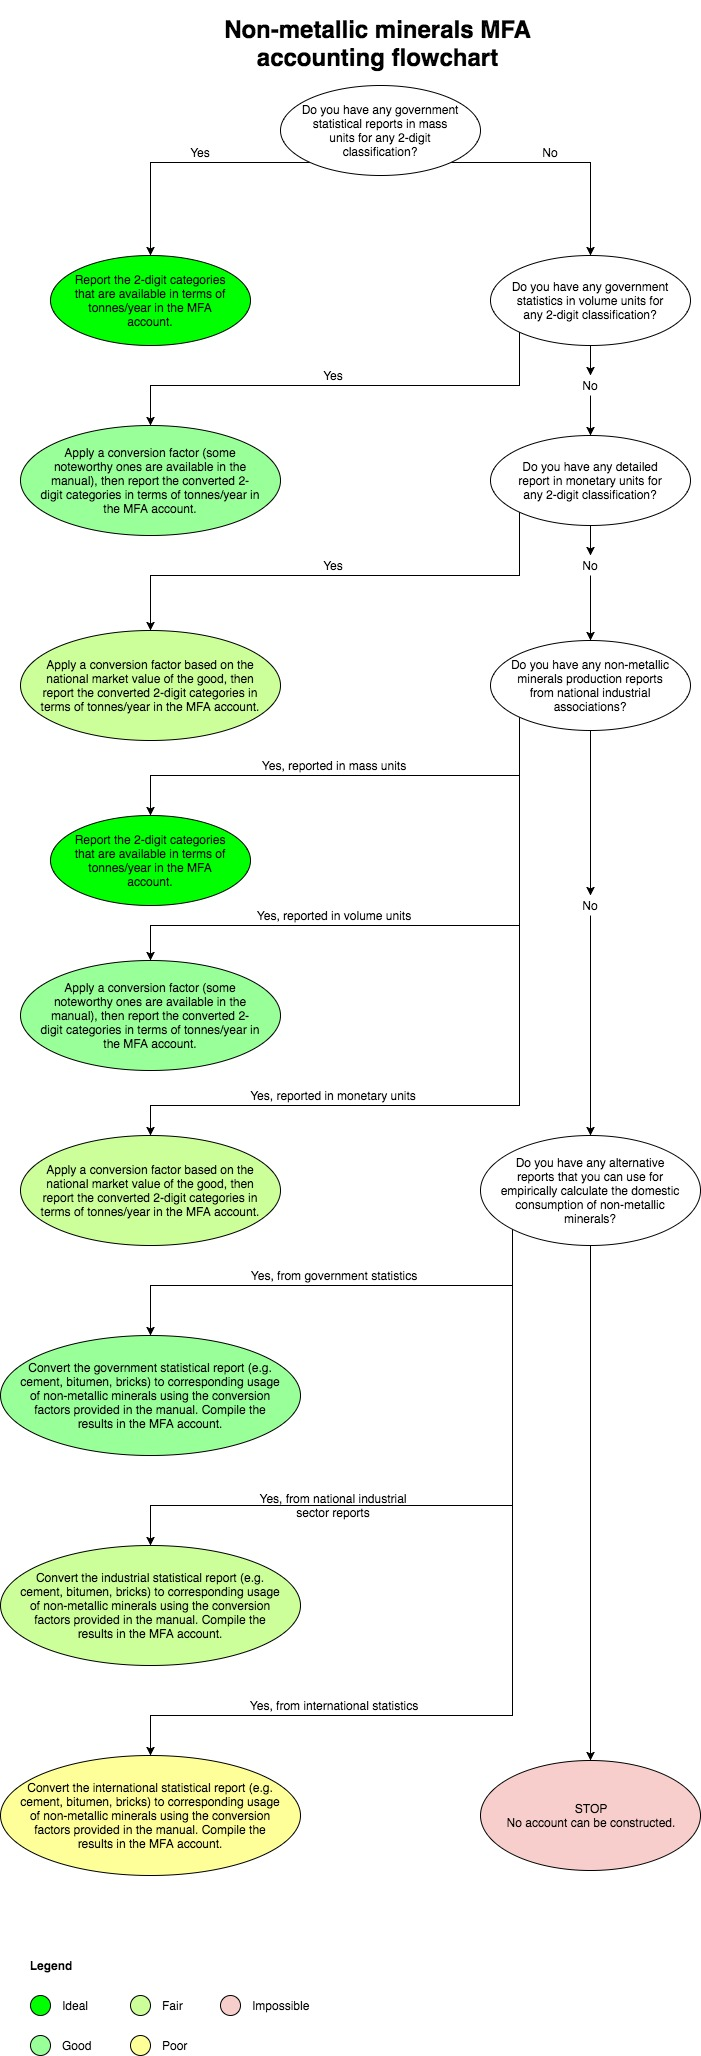 Non-metallic minerals MFA
accounting flowchart
Do you have any government
statistical reports in mass
units for any 2-digit
classification?
Yes
No
Report the 2-digit categories
that are available in terms of
tonnes/year in the MFA
account.
Do you have any government
statistics in volume units for
any 2-digit classification?
Yes
No
Apply a conversion factor (some
noteworthy ones are available in the
manual), then report the converted 2-
digit categories in terms of tonnes/year in
the MFA account.
Do you have any detailed
report in monetary units for
any 2-digit classification?
Yes
No
Apply a conversion factor based on the
national market value of the good, then
report the converted 2-digit categories in
terms of tonnes/year in the MFA account.
Do you have any non-metallic
minerals production reports
from national industrial
associations?
Yes, reported in mass units
Report the 2-digit categories
that are available in terms of
tonnes/year in the MFA
account.
No
Yes, reported in volume units
Apply a conversion factor (some
noteworthy ones are available in the
manual), then report the converted 2-
digit categories in terms of tonnes/year in
the MFA account.
Yes, reported in monetary units
Apply a conversion factor based on the
national market value of the good, then
report the converted 2-digit categories in
terms of tonnes/year in the MFA account.
Do you have any alternative
reports that you can use for
empirically calculate the domestic
consumption of non-metallic
minerals?
Yes, from government statistics
Convert the government statistical report (e.g.
cement, bitumen, bricks) to corresponding usage
of non-metallic minerals using the conversion
factors provided in the manual. Compile the
results in the MFA account.
Yes, from national industrial
sector reports
Convert the industrial statistical report (e.g.
cement, bitumen, bricks) to corresponding usage
of non-metallic minerals using the conversion
factors provided in the manual. Compile the
results in the MFA account.
Yes, from international statistics
Convert the international statistical report (e.g.
cement, bitumen, bricks) to corresponding usage
of non-metallic minerals using the conversion
factors provided in the manual. Compile the
results in the MFA account.
STOP
No account can be constructed.
Legend
Ideal
Fair
Impossible
Good
Poor